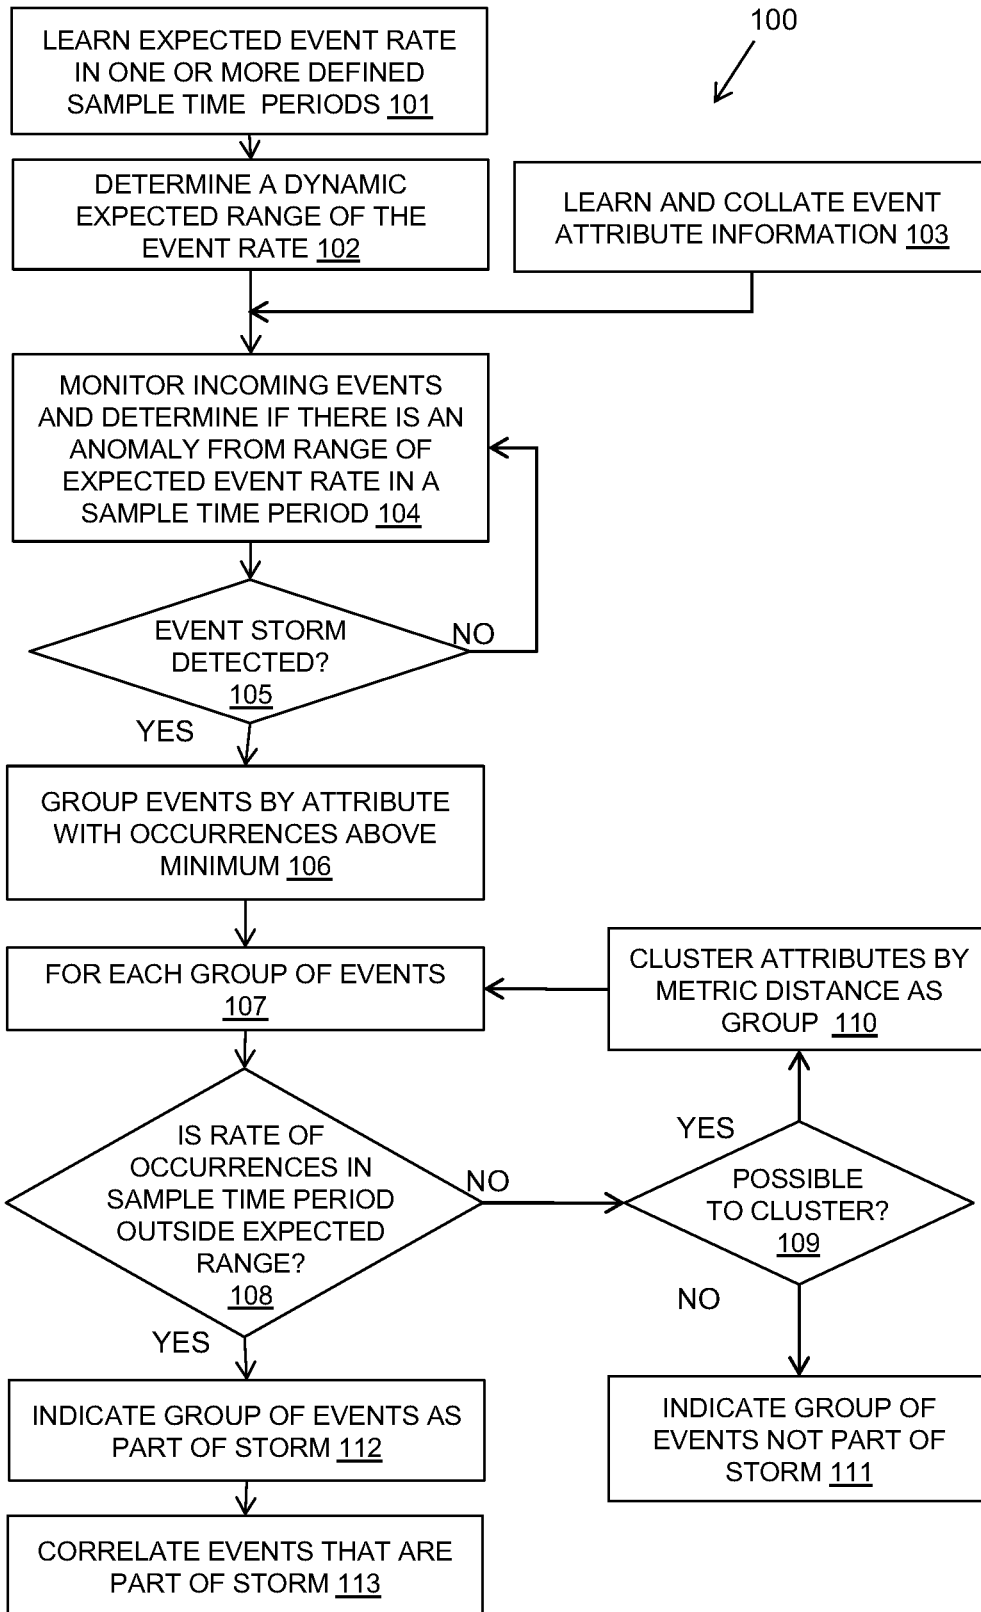 100
LEARN EXPECTED EVENT RATE
IN ONE OR MORE DEFINED
SAMPLE TIME PERIODS 101
DETERMINE A DYNAMIC
EXPECTED RANGE OF THE
EVENT RATE 102
LEARN AND COLLATE EVENT
ATTRIBUTE INFORMATION 103
MONITOR INCOMING EVENTS
AND DETERMINE IF THERE IS AN
ANOMALY FROM RANGE OF
EXPECTED EVENT RATE IN A
SAMPLE TIME PERIOD 104
EVENT STORM
DETECTED?
105
NO
YES
GROUP EVENTS BY ATTRIBUTE
WITH OCCURRENCES ABOVE
MINIMUM 106
FOR EACH GROUP OF EVENTS
107
CLUSTER ATTRIBUTES BY
METRIC DISTANCE AS
GROUP 110
IS RATE OF
OCCURRENCES IN
SAMPLE TIME PERIOD
OUTSIDE EXPECTED
RANGE?
108
NO
YES
YES
POSSIBLE
TO CLUSTER?
109
NO
INDICATE GROUP OF
EVENTS NOT PART OF
STORM 111
INDICATE GROUP OF EVENTS AS
PART OF STORM 112
CORRELATE EVENTS THAT ARE
PART OF STORM 113